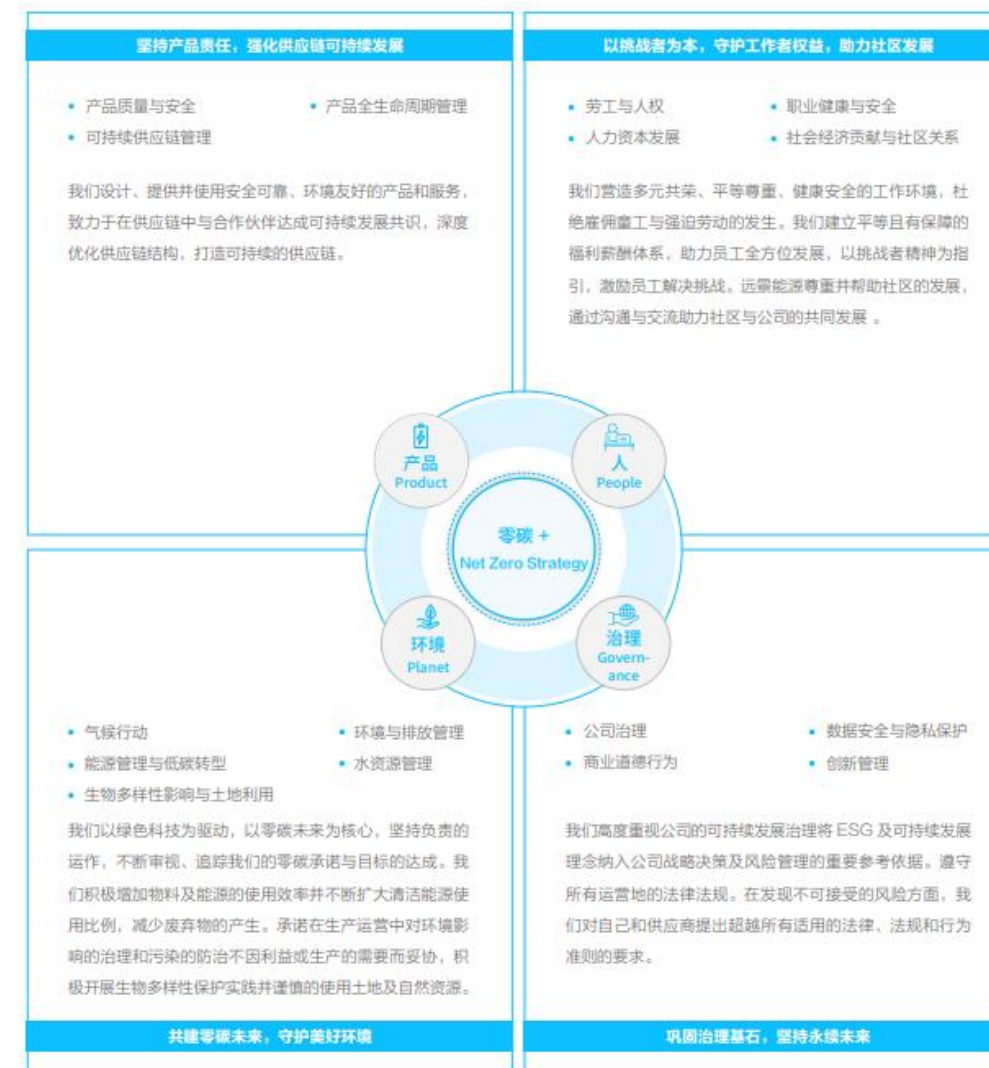 坚持产品责任，强化供应链可持续发展
• 产品质量与安全
• 产品全生命周期管理
• 可持续供应链管理
我们设计、提供并使用安全可靠、环境友好的产品和服务，
致力于在供应链中与合作伙伴达成可持续发展共识，深度
优化供应链结构，打造可持续的供应链。
以挑战者为本，守护工作者权益，助力社区发展
• 劳工与人权
• 职业健康与安全
• 人力资本发展
• 社会经济贡献与社区关系
我们营造多元共荣、平等尊重、健康安全的工作环境，杜
绝雇佣童工与强迫劳动的发生。我们建立平等且有保障的
福利薪酬体系，助力员工全方位发展，以挑战者精神为指
引，激励员工解决挑战。远景能源尊重并帮助社区的发展，
通过沟通与交流助力社区与公司的共同发展 。
产品
Product
人
People
零碳 +
Net Zero Strategy
环境
Planet
治理
Govern-
ance
• 气候行动
• 环境与排放管理
• 能源管理与低碳转型
• 水资源管理
• 生物多样性影响与土地利用
我们以绿色科技为驱动，以零碳未来为核心，坚持负责的
运作，不断审视、追踪我们的零碳承诺与目标的达成。我
们积极增加物料及能源的使用效率并不断扩大清洁能源使
用比例，减少废弃物的产生。承诺在生产运营中对环境影
响的治理和污染的防治不因利益或生产的需要而妥协，积
极开展生物多样性保护实践并谨慎的使用土地及自然资源。
共建零碳未来，守护美好环境
• 公司治理
• 数据安全与隐私保护
• 商业道德行为
• 创新管理
我们高度重视公司的可持续发展治理将 ESG 及可持续发展
理念纳入公司战略决策及风险管理的重要参考依据。遵守
所有运营地的法律法规。在发现不可接受的风险方面，我
们对自己和供应商提出超越所有适用的法律、法规和行为
准则的要求。
巩固治理基石，坚持永续未来